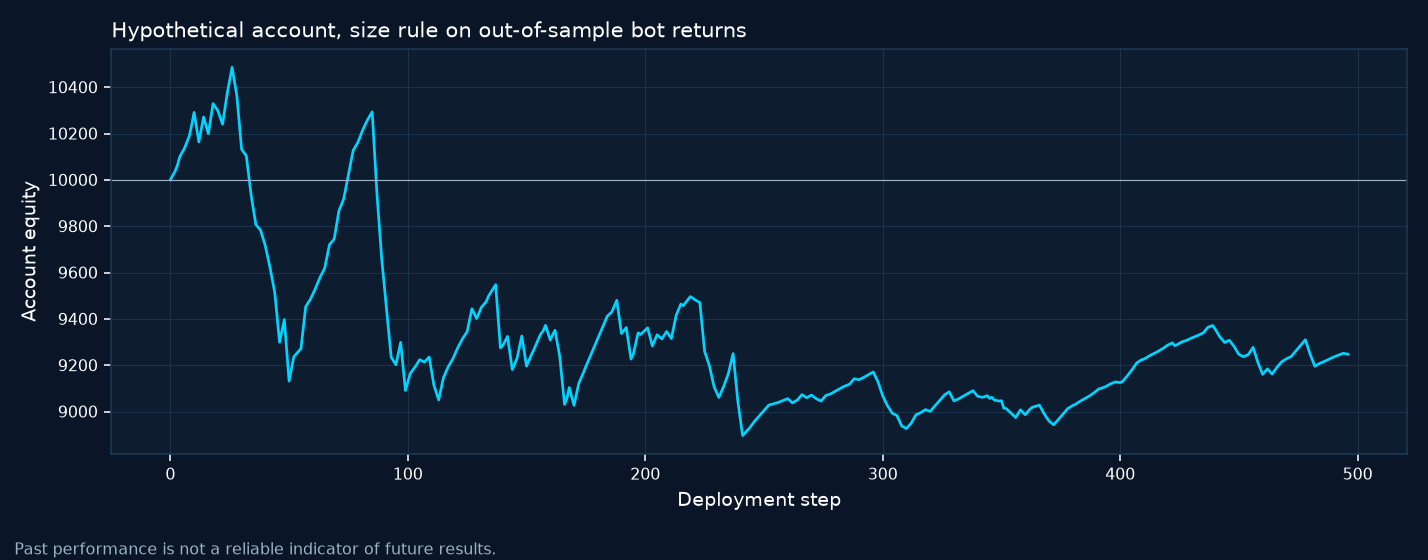 Hypothetical account, size rule on out-of-sample bot returns
Account equity
10400
10200
10000
9800
9600
9400
9200
9000
0 100 200 300 400 500
Deployment step
Past performance is not a reliable indicator of future results.